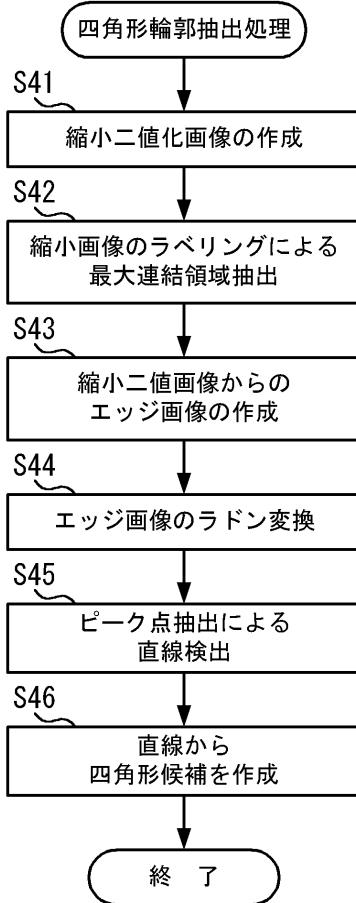 四角形輪郭抽出処理
S41
縮小二値化画像の作成
S42
縮小画像のラベリングによる
最大連結領域抽出
S43
縮小二値画像からの
エッジ画像の作成
S44
エッジ画像のラドン変換
S45
ピーク点抽出による
直線検出
S46
直線から
四角形候補を作成
終　了